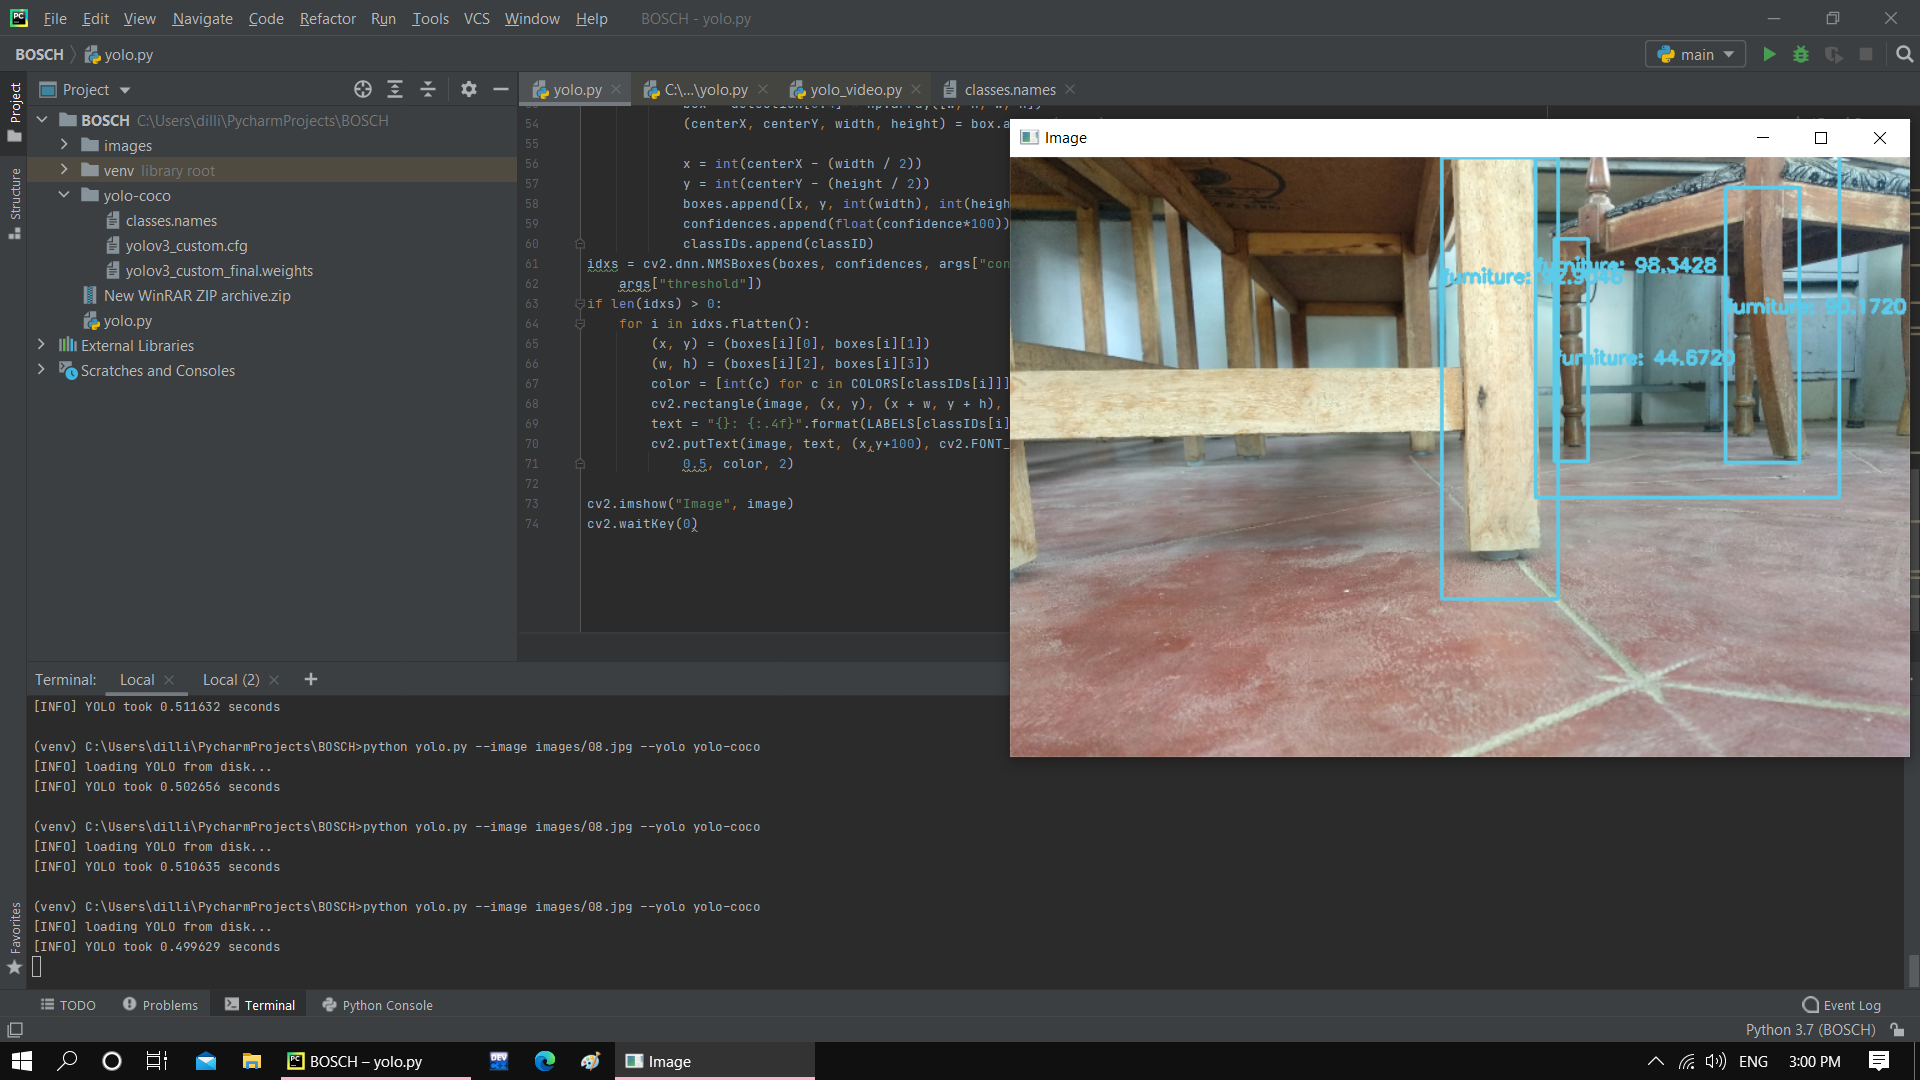 File Edit View Navigate Code Refactor Run Tools VCS Window Help BOSCH - yolo.py
BOSCH yolo.py main
Project
yolo.py C:\...\yolo.py yolo_video.py classes.names
Project
Structure
Favorites
BOSCH C:\Users\dilli\PycharmProjects\BOSCH
images
venv library root
yolo-coco
classes.names
yolov3_custom.cfg
yolov3_custom_final.weights
New WinRAR ZIP archive.zip
yolo.py
External Libraries
Scratches and Consoles
54 (centerX, centerY, width, height) = box.a
55
56 x = int(centerX - (width / 2))
57 y = int(centerY - (height / 2))
58 boxes.append([x, y, int(width), int(heigh
59 confidences.append(float(confidence*100))
60 classIDs.append(classID)
61 idxs = cv2.dnn.NMSBoxes(boxes, confidences, args["con
62 args["threshold"])
63 if len(idxs) > 0:
64 for i in idxs.flatten():
65 (x, y) = (boxes[i][0], boxes[i][1])
66 (w, h) = (boxes[i][2], boxes[i][3])
67 color = [int(c) for c in COLORS[classIDs[i]]]
68 cv2.rectangle(image, (x, y), (x + w, y + h),
69 text = "{}: {:.4f}".format(LABELS[classIDs[i]
70 cv2.putText(image, text, (x,y+100), cv2.FONT_
71 0.5, color, 2)
72
73 cv2.imshow("Image", image)
74 cv2.waitKey(0)
Image
furniture: 98.3428
furniture:
furniture: 90.1720
furniture: 44.6720
Terminal: Local Local (2)
[INFO] YOLO took 0.511632 seconds
(venv) C:\Users\dilli\PycharmProjects\BOSCH>python yolo.py --image images/08.jpg --yolo yolo-coco
[INFO] loading YOLO from disk...
[INFO] YOLO took 0.502656 seconds
(venv) C:\Users\dilli\PycharmProjects\BOSCH>python yolo.py --image images/08.jpg --yolo yolo-coco
[INFO] loading YOLO from disk...
[INFO] YOLO took 0.510635 seconds
(venv) C:\Users\dilli\PycharmProjects\BOSCH>python yolo.py --image images/08.jpg --yolo yolo-coco
[INFO] loading YOLO from disk...
[INFO] YOLO took 0.499629 seconds
TODO Problems Terminal Python Console Event Log
Python 3.7 (BOSCH)
BOSCH – yolo.py DEV Image ENG 3:00 PM